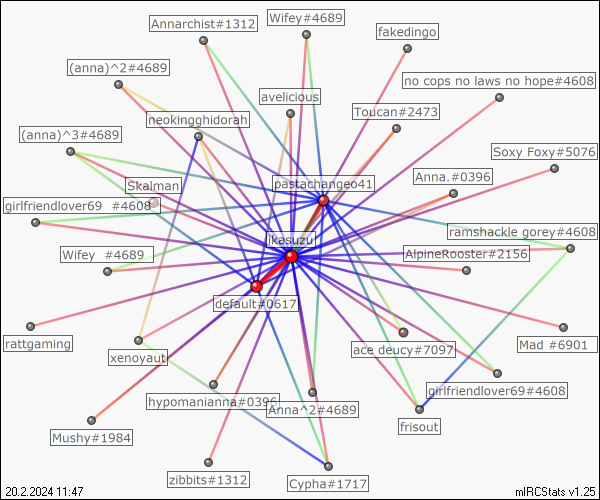 Wifey#4689
Annarchist#1312
fakedingo
(anna)^2#4689
no cops no laws no hope#4608
avelicious
Toucan#2473
neokingghidorah
(anna)^3#4689
Soxy Foxy#5076
Anna.#0396
pastachangeo41
Skalman
girlfriendlover69 #4608
ramshackle gorey#4608
ikasuzu
Wifey #4689
AlpineRooster#2156
default#0617
rattgaming
Mad #6901
ace deucy#7097
xenoyaut
girlfriendlover69#4608
hypomanianna#0396
Anna^2#4689
frisout
Mushy#1984
zibbits#1312
Cypha#1717
20.2.2024 11:47
mIRCStats v1.25